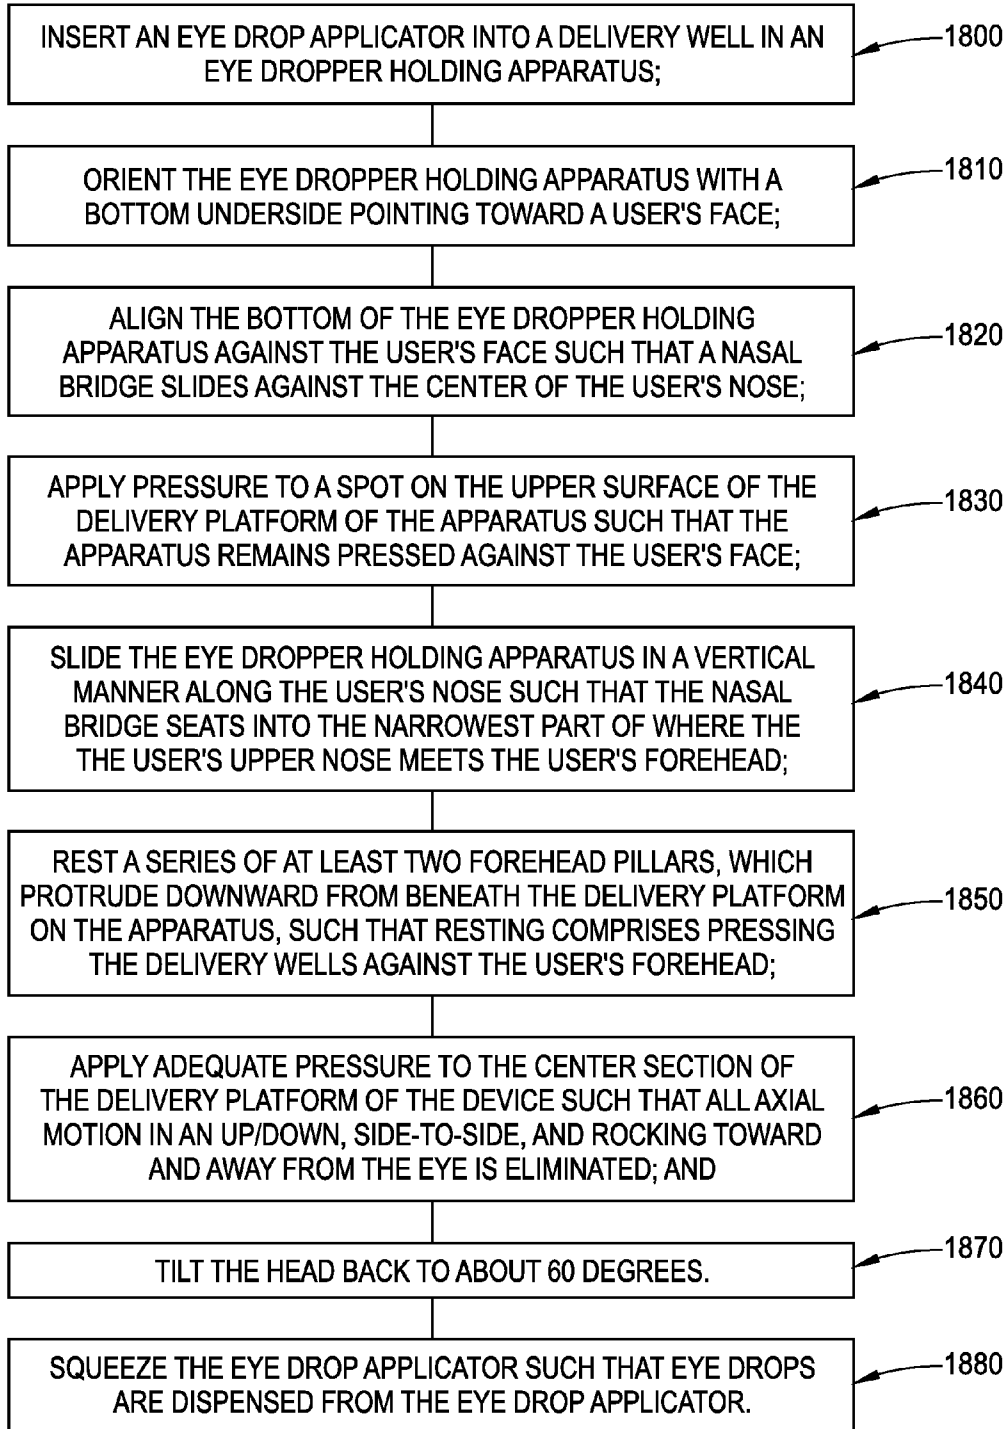 INSERT AN EYE DROP APPLICATOR INTO A DELIVERY WELL IN AN
EYE DROPPER HOLDING APPARATUS;
1800
ORIENT THE EYE DROPPER HOLDING APPARATUS WITH A
BOTTOM UNDERSIDE POINTING TOWARD A USER'S FACE;
1810
ALIGN THE BOTTOM OF THE EYE DROPPER HOLDING
APPARATUS AGAINST THE USER'S FACE SUCH THAT A NASAL
BRIDGE SLIDES AGAINST THE CENTER OF THE USER'S NOSE;
1820
APPLY PRESSURE TO A SPOT ON THE UPPER SURFACE OF THE
DELIVERY PLATFORM OF THE APPARATUS SUCH THAT THE
APPARATUS REMAINS PRESSED AGAINST THE USER'S FACE;
1830
SLIDE THE EYE DROPPER HOLDING APPARATUS IN A VERTICAL
MANNER ALONG THE USER'S NOSE SUCH THAT THE NASAL
BRIDGE SEATS INTO THE NARROWEST PART OF WHERE THE
THE USER'S UPPER NOSE MEETS THE USER'S FOREHEAD;
1840
REST A SERIES OF AT LEAST TWO FOREHEAD PILLARS, WHICH
PROTRUDE DOWNWARD FROM BENEATH THE DELIVERY PLATFORM
ON THE APPARATUS, SUCH THAT RESTING COMPRISES PRESSING
THE DELIVERY WELLS AGAINST THE USER'S FOREHEAD;
1850
APPLY ADEQUATE PRESSURE TO THE CENTER SECTION OF
THE DELIVERY PLATFORM OF THE DEVICE SUCH THAT ALL AXIAL
MOTION IN AN UP/DOWN, SIDE-TO-SIDE, AND ROCKING TOWARD
AND AWAY FROM THE EYE IS ELIMINATED; AND
1860
TILT THE HEAD BACK TO ABOUT 60 DEGREES.
1870
SQUEEZE THE EYE DROP APPLICATOR SUCH THAT EYE DROPS
ARE DISPENSED FROM THE EYE DROP APPLICATOR.
1880